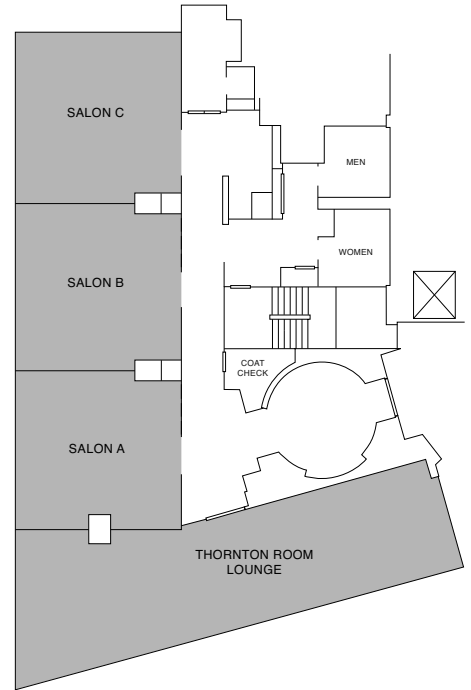 SALON C
MEN
WOMEN
SALON B
COAT
CHECK
SALON A
THORNTON ROOM
LOUNGE